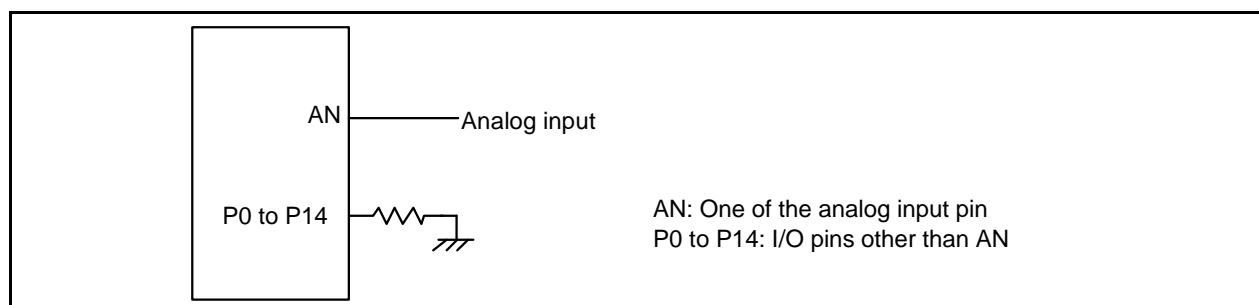 AN
Analog input
P0 to P14
AN: One of the analog input pin
P0 to P14: I/O pins other than AN